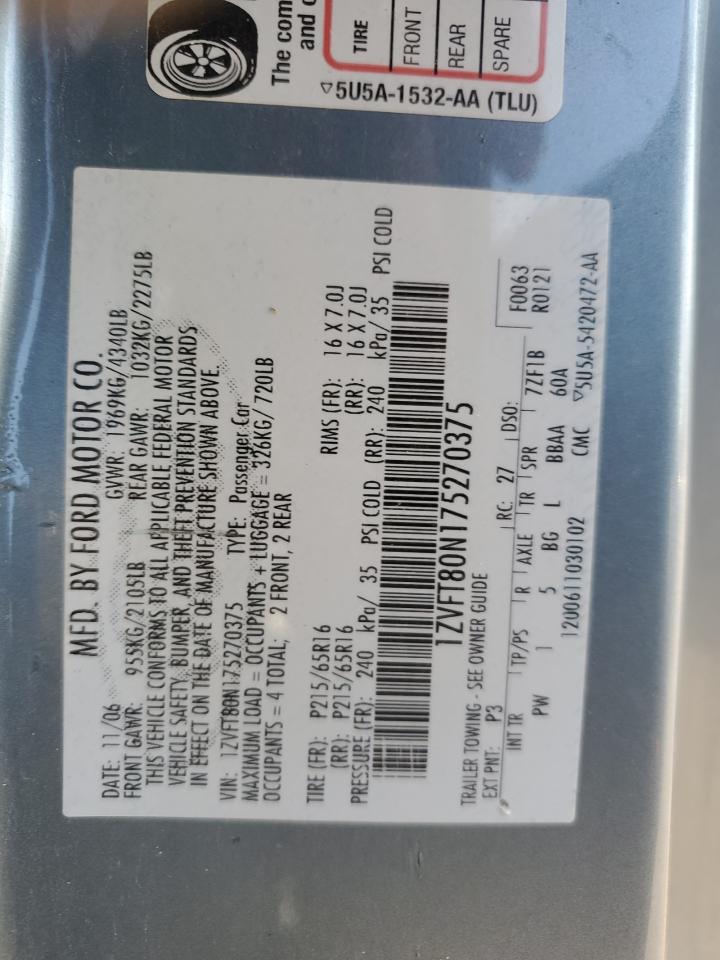 The com
and o
TIRE
FRONT
REAR
SPARE
▽5U5A-1532-AA (TLU)
MFD. BY FORD MOTOR CO.
DATE: 11/06 GVWR: 1969KG/4340LB
FRONT GAWR: 955KG/2105LB REAR GAWR: 1032KG/2275LB
THIS VEHICLE CONFORMS TO ALL APPLICABLE FEDERAL MOTOR
VEHICLE SAFETY, BUMPER, AND THEFT PREVENTION STANDARDS
IN EFFECT ON THE DATE OF MANUFACTURE SHOWN ABOVE.
VIN: 1ZVFT80N175270375 TYPE: Passenger Car
MAXIMUM LOAD = OCCUPANTS + LUGGAGE = 326KG/720LB
OCCUPANTS = 4 TOTAL; 2 FRONT, 2 REAR
TIRE (FR): P215/65R16 RIMS (FR): 16 X 7.0J
(RR): P215/65R16 (RR): 16 X 7.0J
PRESSURE (FR): 240 kPa/ 35 PSI COLD (RR): 240 kPa/ 35 PSI COLD
1ZVFT80N175270375
TRAILER TOWING - SEE OWNER GUIDE
EXT PNT: P3 RC: 27 DSO: F0063
R0121
INT TR TP/PS R AXLE TR SPR
PW 1 5 BG L BBAA 7ZF1B
60A
1200611030102 CMC ▽5U5A-5420472-AA